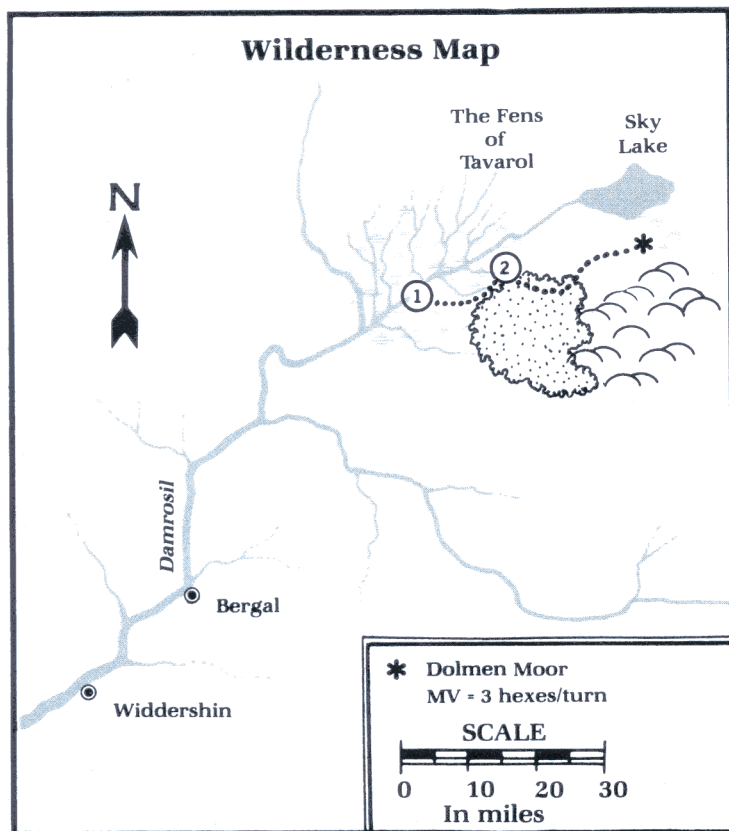 Wilderness Map
The Fens
of
Tavarol
Sky
Lake
N
2
1
Damrosil
Bergal
Widdershin
Dolmen Moor
MV = 3 hexes/turn
SCALE
0 10 20 30
In miles